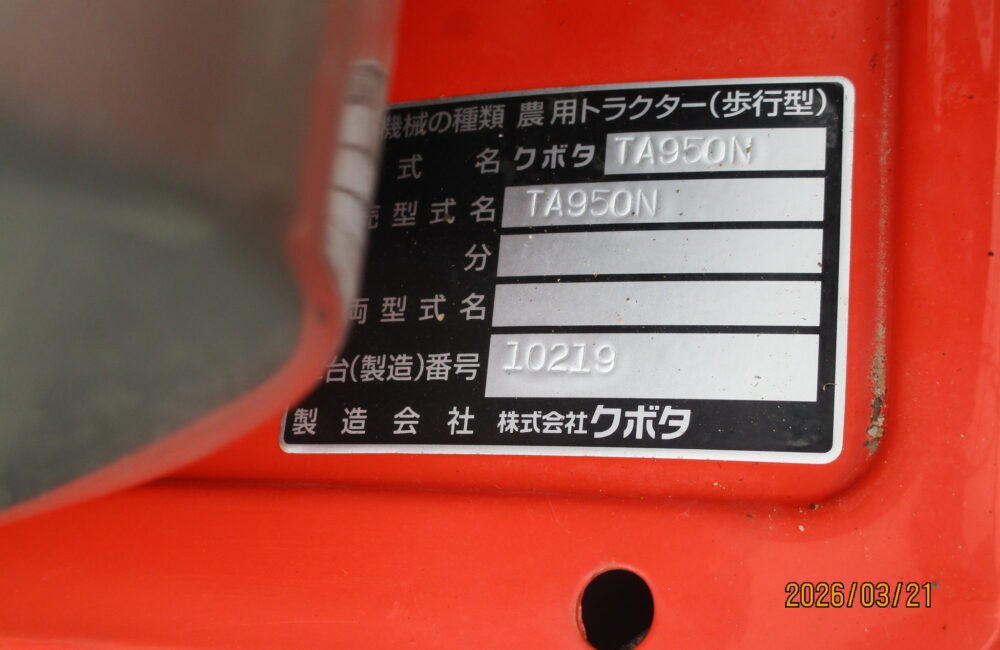 機械の種類 農用トラクター(歩行型)
式名 クボタ TA950N
売型式名 TA950N
分
両型式名
台(製造)番号 10219
製造会社 株式会社クボタ
2026/03/21